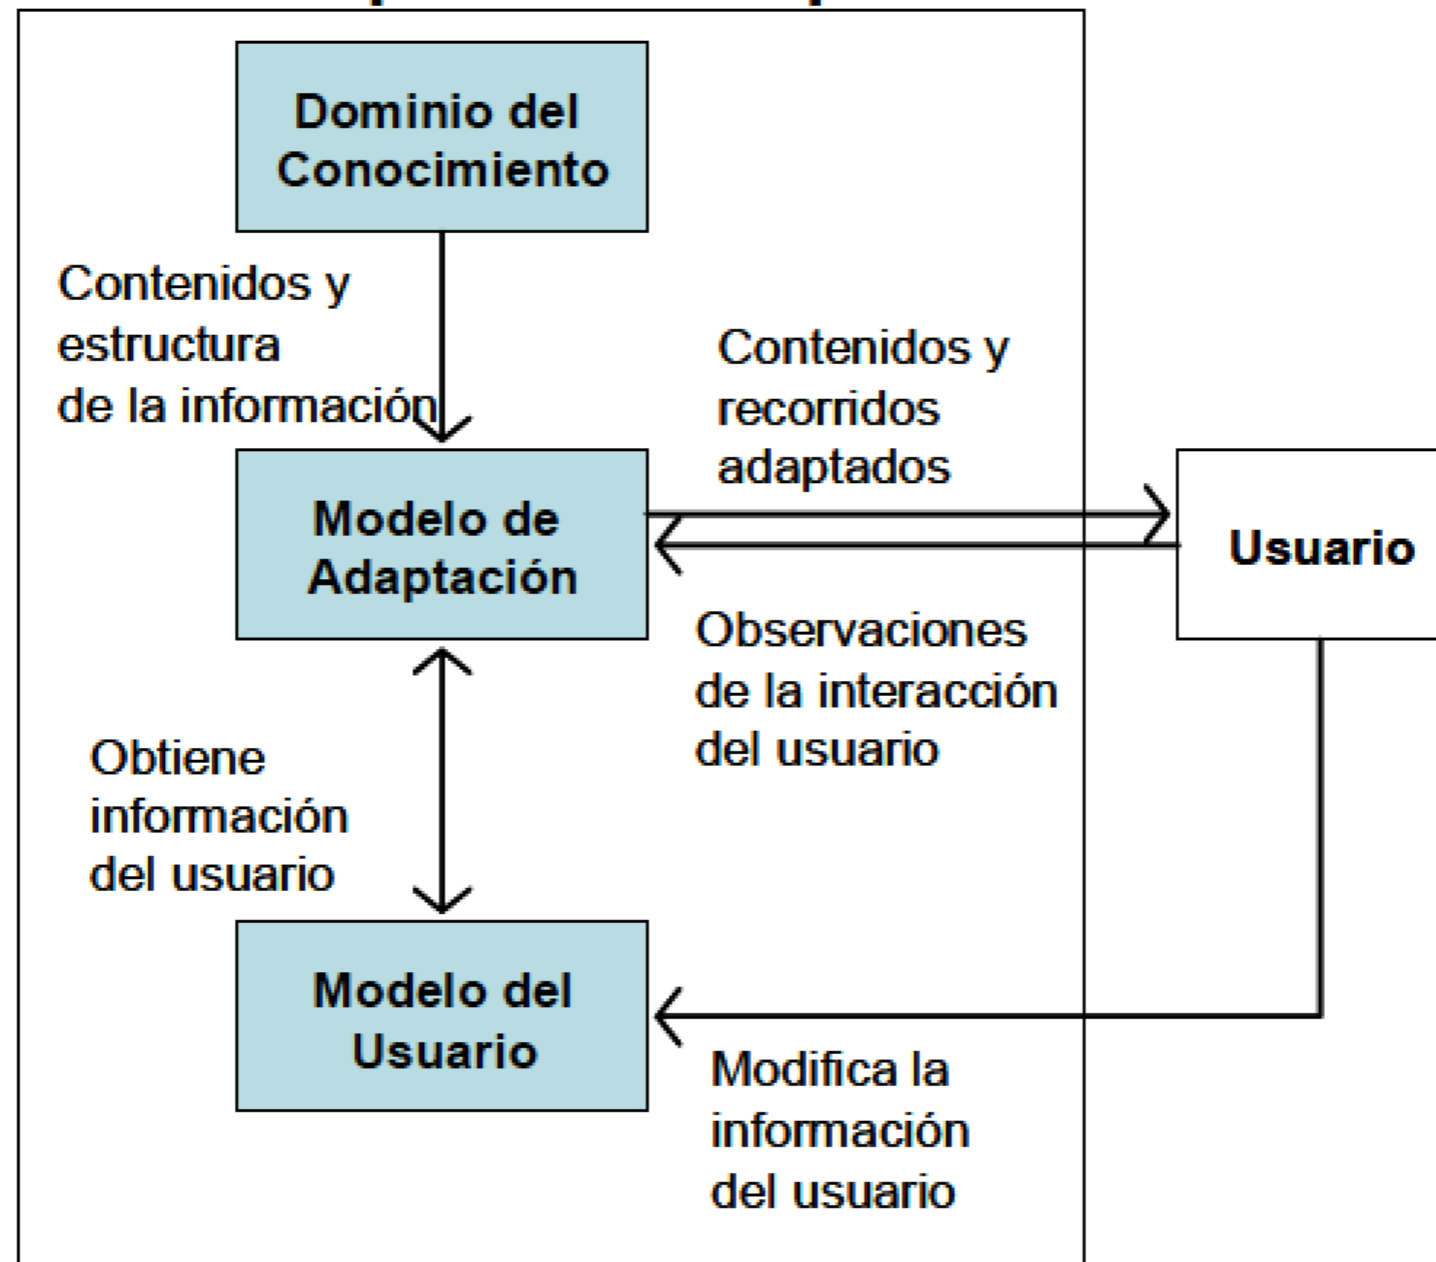 Dominio del
Conocimiento
Contenidos y
estructura
de la información
Contenidos y
recorridos
adaptados
Modelo de
Adaptación
Usuario
Observaciones
de la interacción
del usuario
Obtiene
información
del usuario
Modelo del
Usuario
Modifica la
información
del usuario